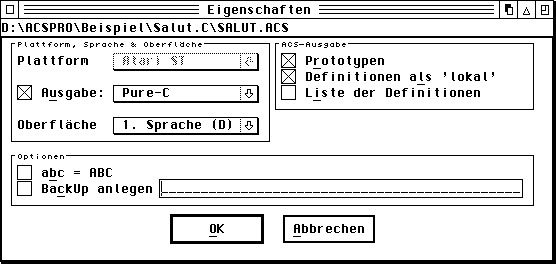 Eigenschaften
D:\ACSPRO\Beispiel\Salut.C\SALUT.ACS
Plattform, Sprache & Oberfläche
Plattform Atari ST
Ausgabe: Pure-C
Oberfläche 1. Sprache (D)
ACS-Ausgabe
Prototypen
Definitionen als 'lokal'
Liste der Definitionen
Optionen
abc = ABC
BackUp anlegen
OK Abbrechen